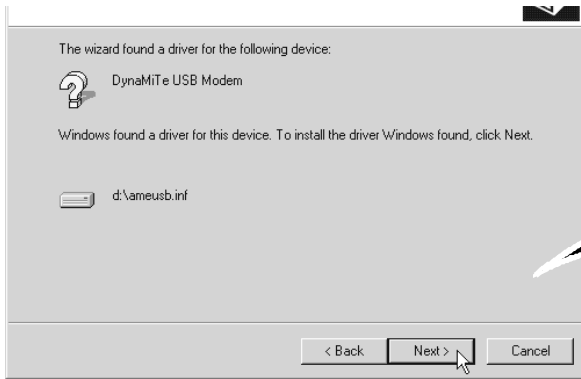 The wizard found a driver for the following device:
DynaMiTe USB Modem
Windows found a driver for this device. To install the driver Windows found, click Next.
d:\ameusb.inf
< Back Next > Cancel